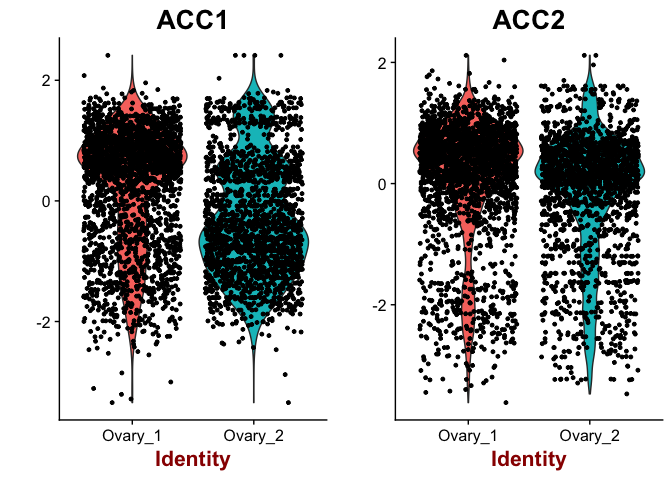 ACC1
2
0
-2
Ovary_1 Ovary_2
Identity
ACC2
2
0
-2
Ovary_1 Ovary_2
Identity